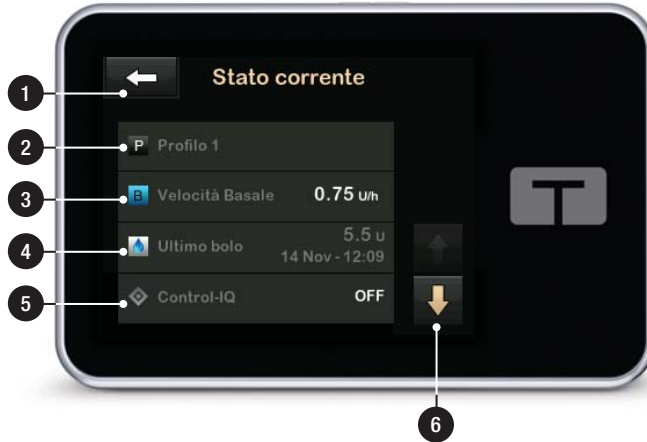 Stato corrente
1
2
P Profilo 1
3
B Velocità Basale 0.75 U/h
4
Ultimo bolo 5.5 U
14 Nov - 12:09
5
Control-IQ OFF
6
T